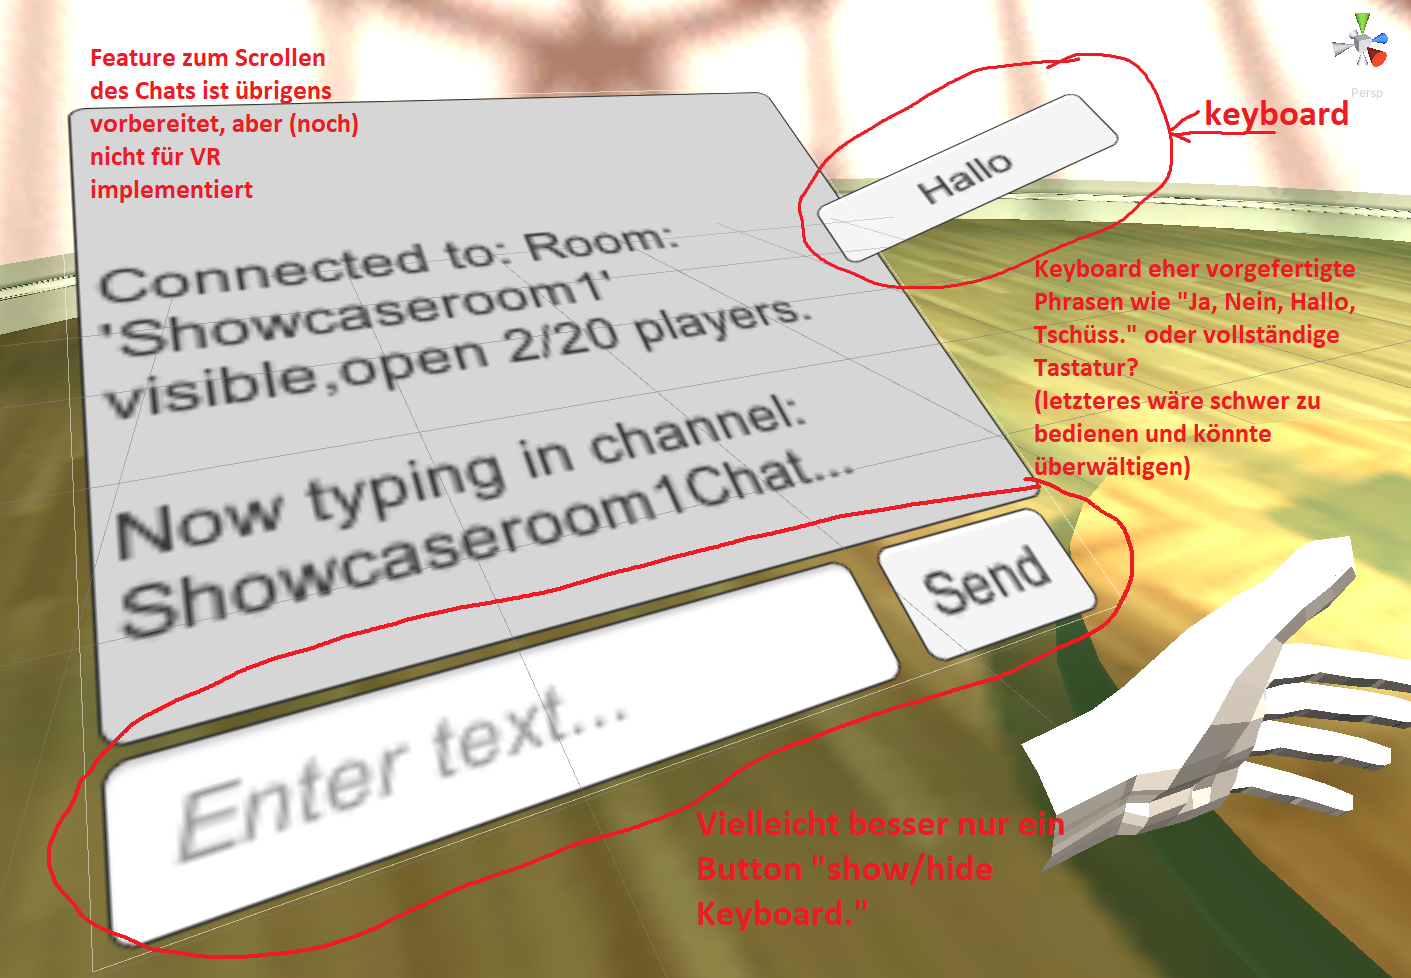 Feature zum Scrollen
des Chats ist übrigens
vorbereitet, aber (noch)
nicht für VR
implementiert
Persp
keyboard
Hallo
Connected to: Room:
'Showcaseroom1'
visible,open 2/20 players.
Now typing in channel:
Showcaseroom1Chat...
Keyboard eher vorgefertigte
Phrasen wie "Ja, Nein, Hallo,
Tschüss." oder vollständige
Tastatur?
(letzteres wäre schwer zu
bedienen und könnte
überwältigen)
Send
Enter text...
Vielleicht besser nur ein
Button "show/hide
Keyboard."